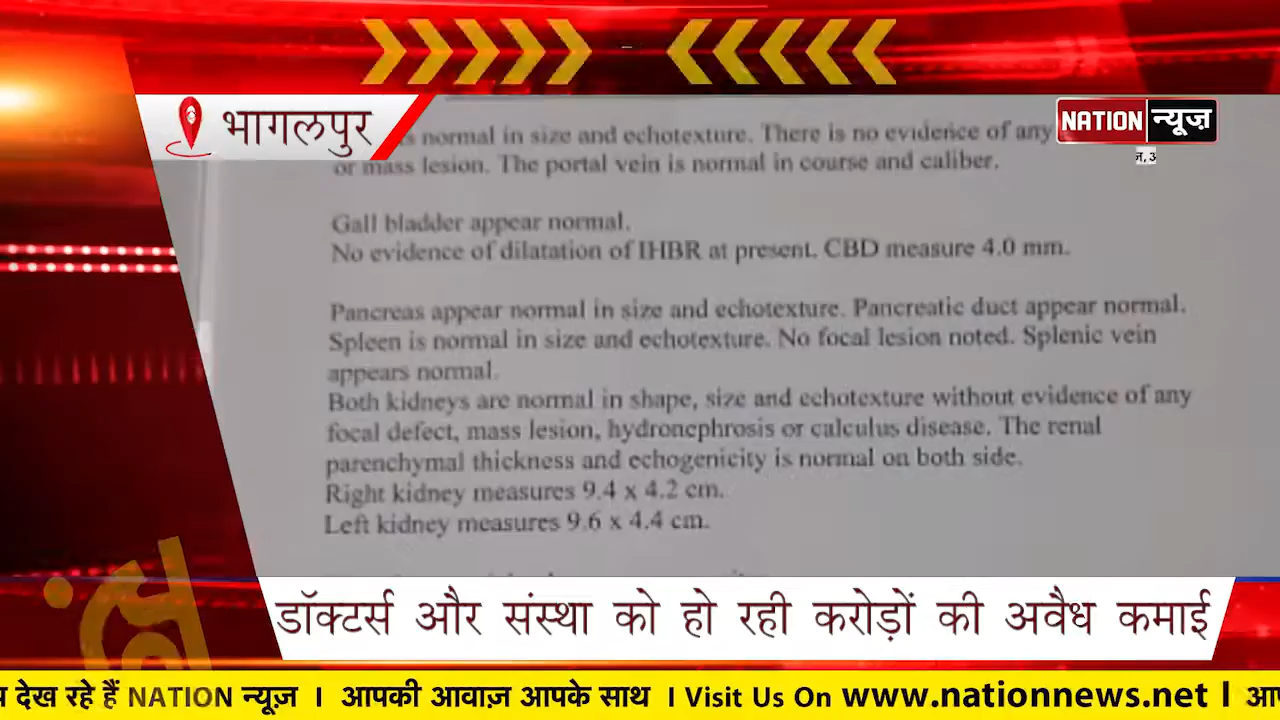 भागलपुर
NATION न्यूज़
ज़, 3
normal in size and echotexture. There is no evidence of any
or mass lesion. The portal vein is normal in course and caliber.
Gall bladder appear normal.
No evidence of dilatation of IHBR at present. CBD measure 4.0 mm.
Pancreas appear normal in size and echotexture. Pancreatic duct appear normal.
Spleen is normal in size and echotexture. No focal lesion noted. Splenic vein
appears normal.
Both kidneys are normal in shape, size and echotexture without evidence of any
focal defect, mass lesion, hydronephrosis or calculus disease. The renal
parenchymal thickness and echogenicity is normal on both side.
Right kidney measures 9.4 x 4.2 cm.
Left kidney measures 9.6 x 4.4 cm.
डॉक्टर्स और संस्था को हो रही करोड़ों की अवैध कमाई
देख रहे हैं NATION न्यूज़ । आपकी आवाज़ आपके साथ । Visit Us On www.nationnews.net ।